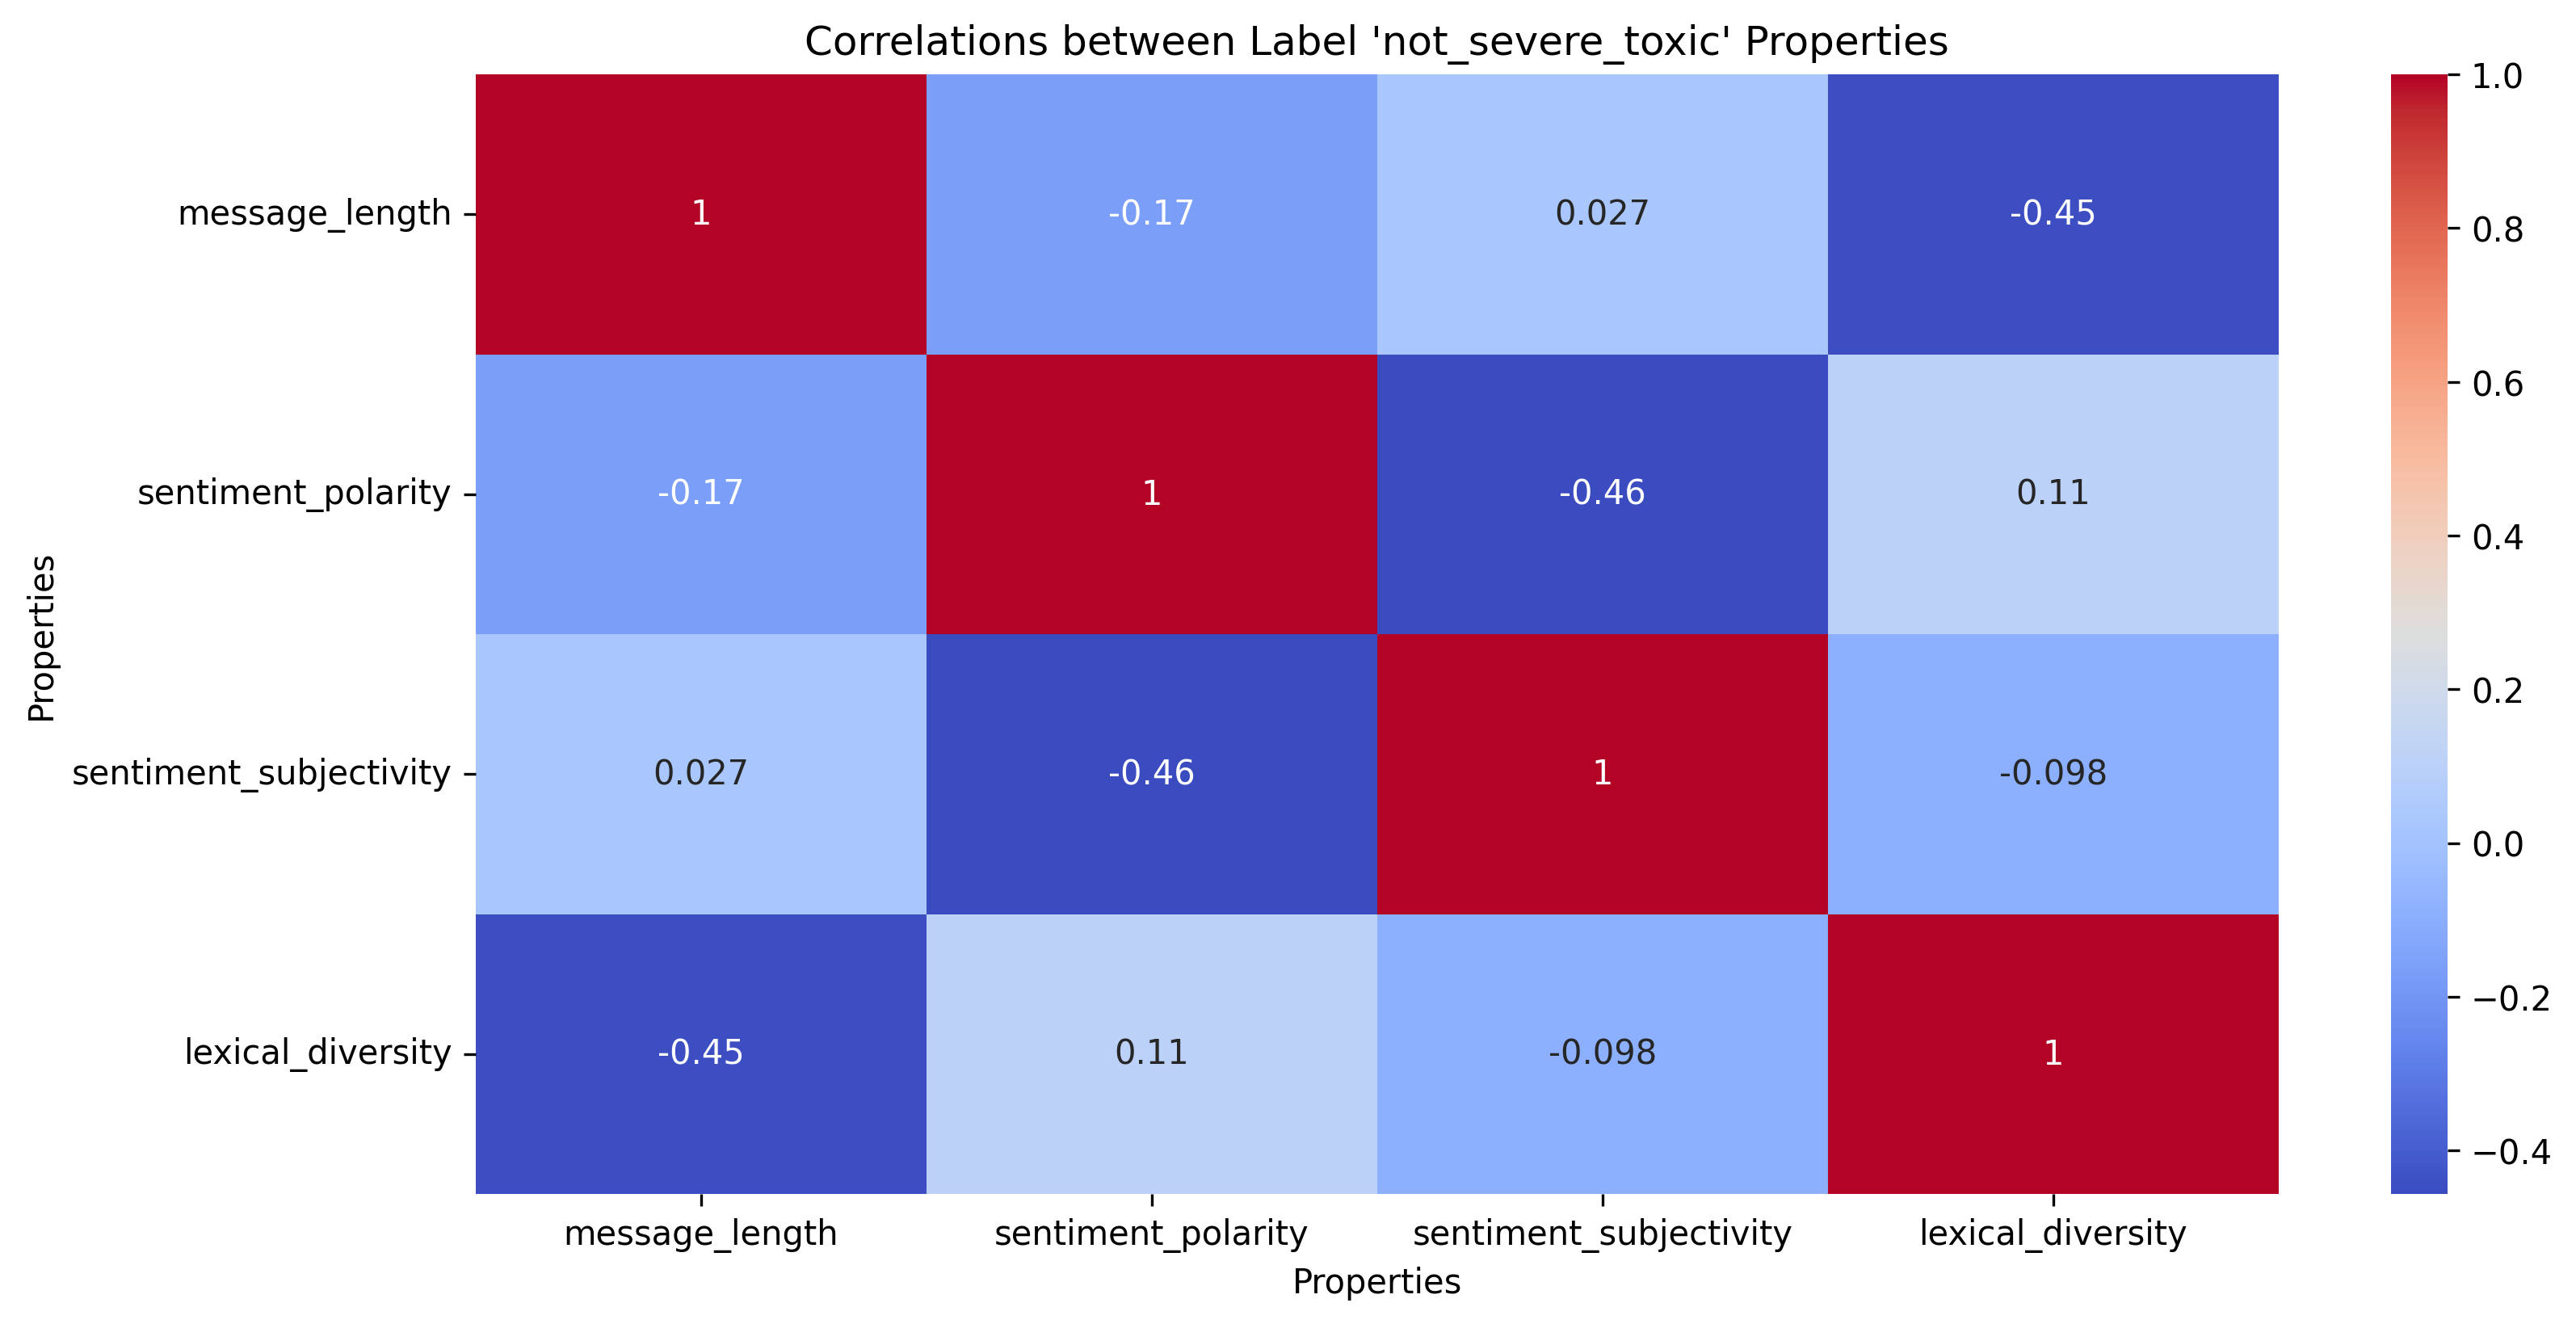 Correlations between Label 'not_severe_toxic' Properties
Properties
message_length 1 -0.17 0.027 -0.45
sentiment_polarity -0.17 1 -0.46 0.11
sentiment_subjectivity 0.027 -0.46 1 -0.098
lexical_diversity -0.45 0.11 -0.098 1
message_length sentiment_polarity sentiment_subjectivity lexical_diversity
Properties
1.0
0.8
0.6
0.4
0.2
0.0
−0.2
−0.4